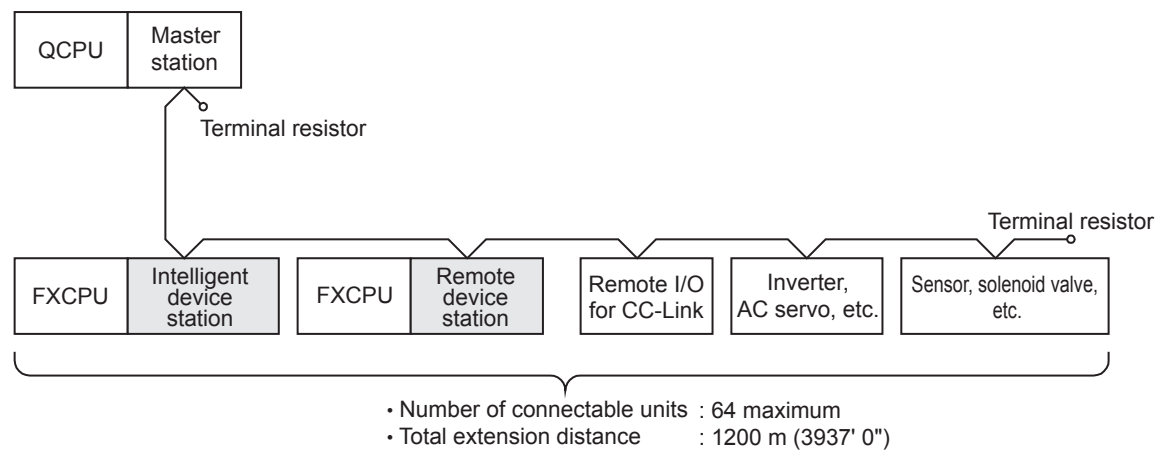 QCPU
Master
station
Terminal resistor
Terminal resistor
FXCPU
Intelligent
device
station
FXCPU
Remote
device
station
Remote I/O
for CC-Link
Inverter,
AC servo, etc.
Sensor, solenoid valve,
etc.
• Number of connectable units : 64 maximum
• Total extension distance : 1200 m (3937' 0")